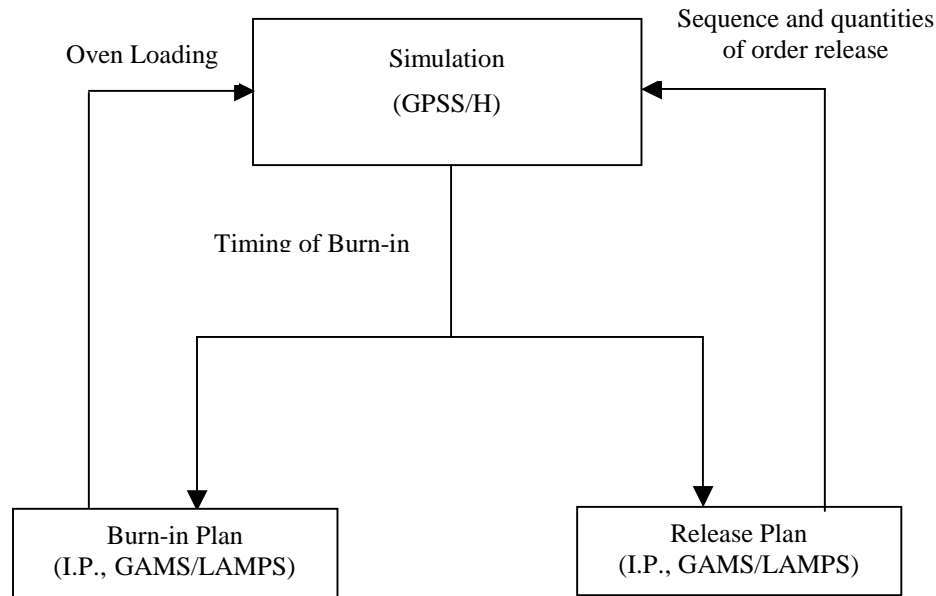 Oven Loading
Simulation
(GPSS/H)
Sequence and quantities
of order release
Timing of Burn-in
Burn-in Plan
(I.P., GAMS/LAMPS)
Release Plan
(I.P., GAMS/LAMPS)